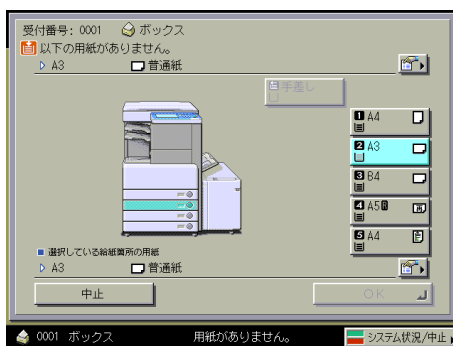 受付番号: 0001 ボックス
以下の用紙がありません。
A3 普通紙
手差し
1 A4
2 A3
3 B4
4 A5R
5 A4
選択している給紙箇所の用紙
A3 普通紙
中止 OK
0001 ボックス 用紙がありません。 システム状況/中止